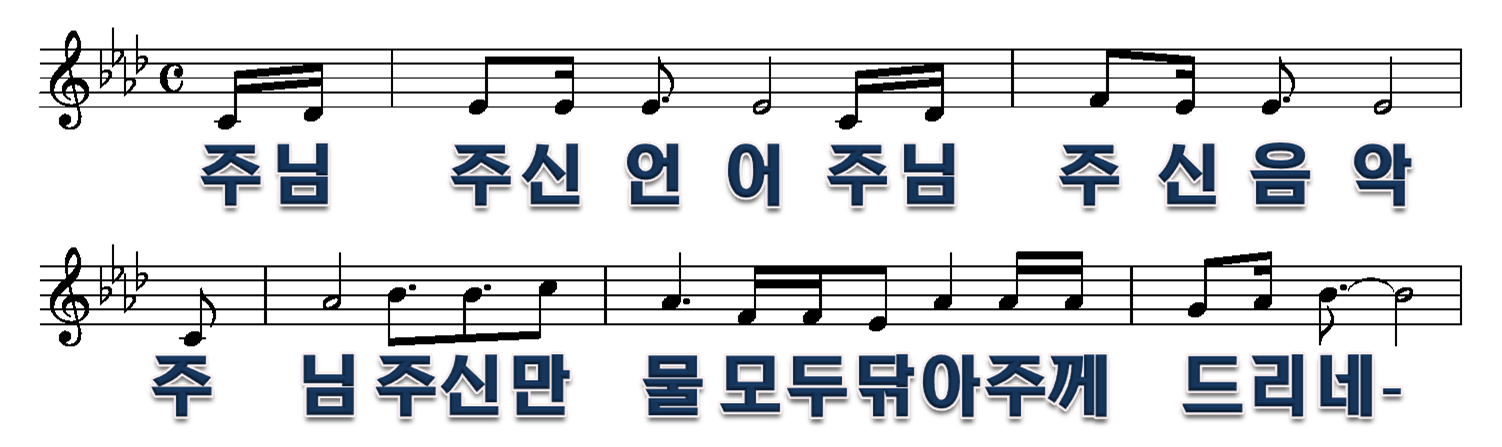 주님 주신 언 어 주님 주 신 음 악
주 님 주신만 물 모두닦아주께 드리네-